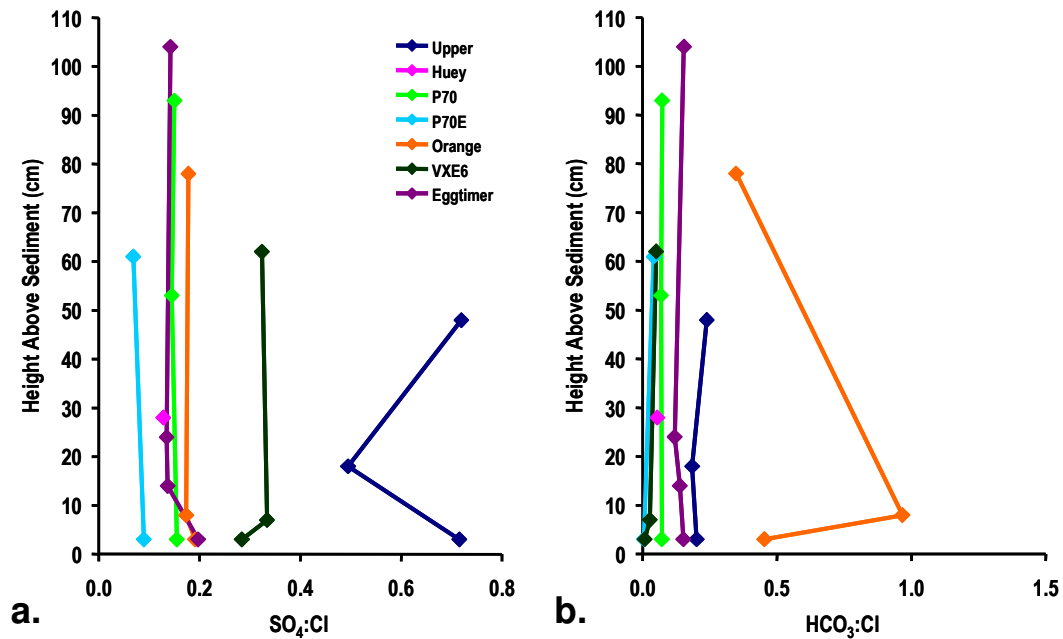 110
100
90
80
70
60
50
40
30
20
10
0
Height Above Sediment (cm)
0.0 0.2 0.4 0.6 0.8
SO₄:Cl
a.
Upper
Huey
P70
P70E
Orange
VXE6
Eggtimer
110
100
90
80
70
60
50
40
30
20
10
0
Height Above Sediment (cm)
0.0 0.5 1.0 1.5
HCO₃:Cl
b.